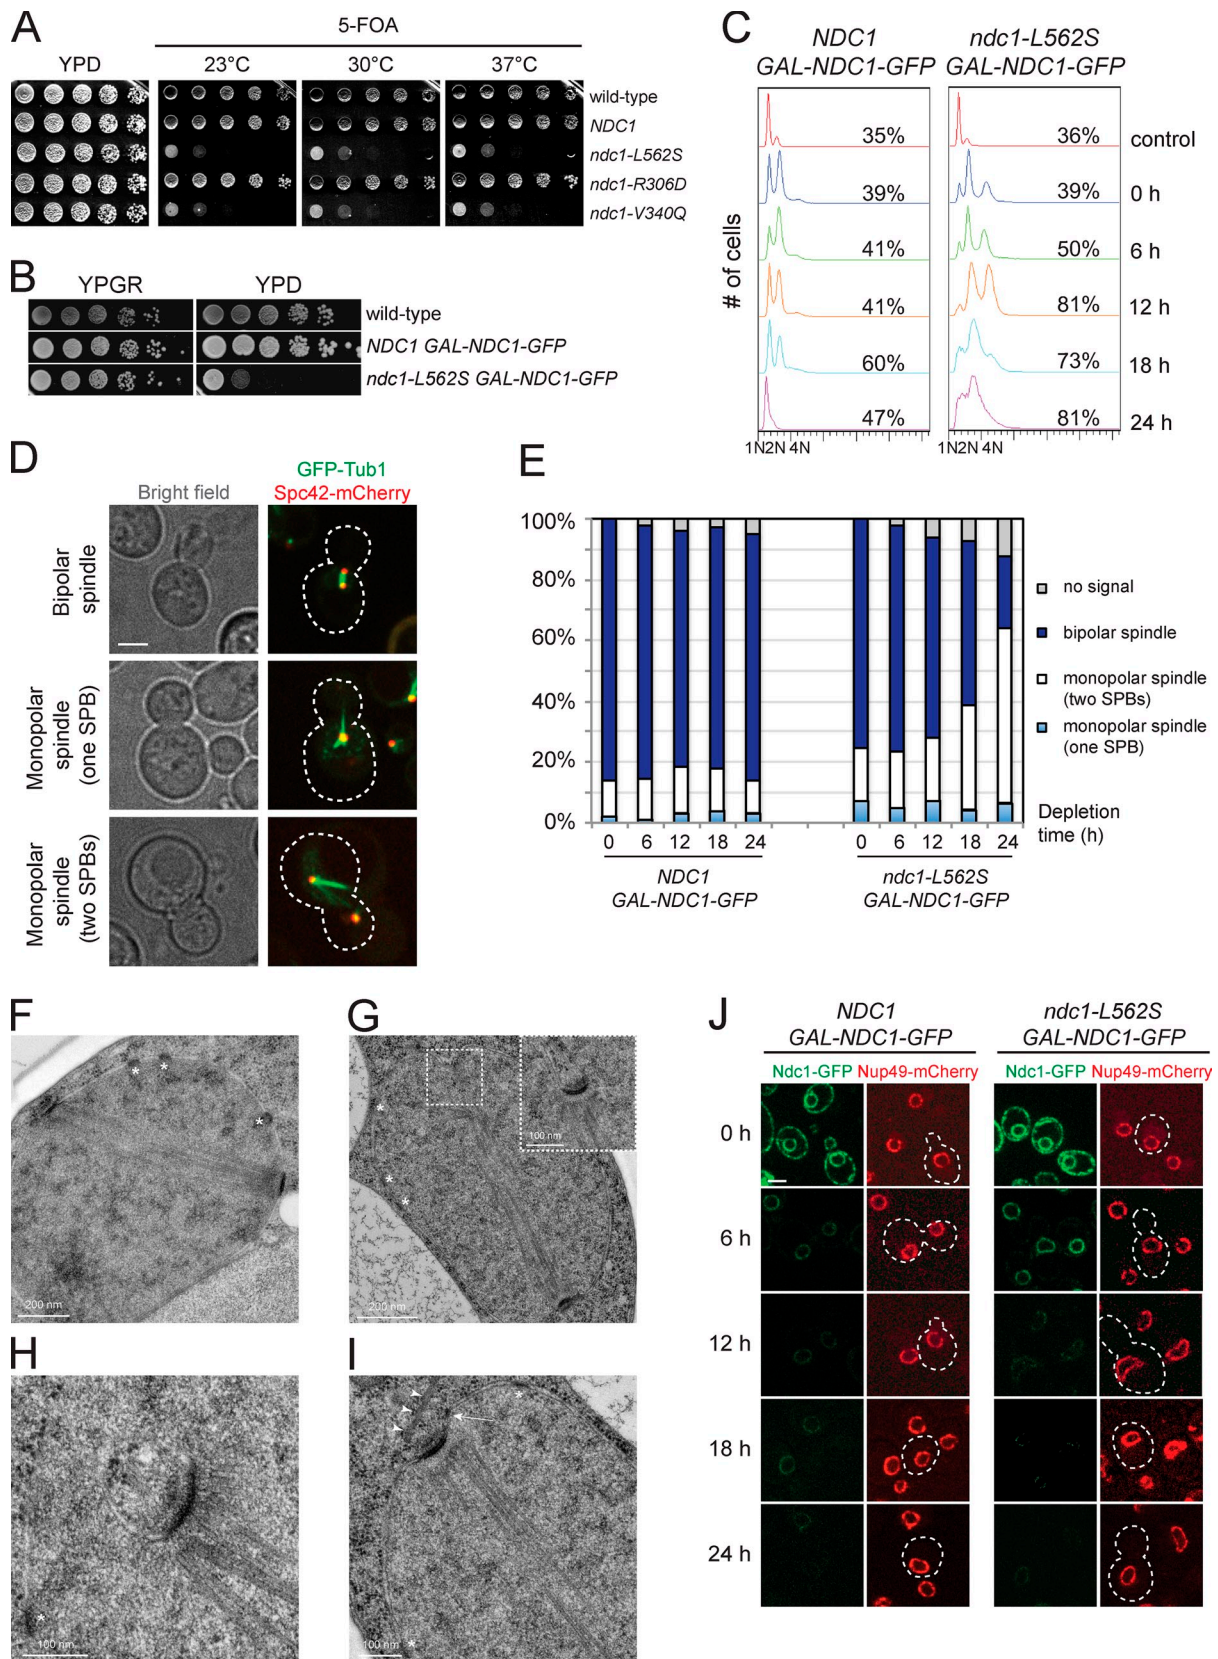 A
5-FOA
YPD
23°C
30°C
37°C
wild-type
NDC1
ndc1-L562S
ndc1-R306D
ndc1-V340Q
B
YPGR
YPD
wild-type
NDC1 GAL-NDC1-GFP
ndc1-L562S GAL-NDC1-GFP
C
NDC1
GAL-NDC1-GFP
ndc1-L562S
GAL-NDC1-GFP
# of cells
35%
36%
control
39%
39%
0 h
41%
50%
6 h
41%
81%
12 h
60%
73%
18 h
47%
81%
24 h
1N2N 4N
1N2N 4N
D
Bright field
GFP-Tub1
Spc42-mCherry
Bipolar
spindle
Monopolar
spindle
(one SPB)
Monopolar
spindle
(two SPBs)
E
100%
80%
60%
40%
20%
0%
no signal
bipolar spindle
monopolar spindle
(two SPBs)
monopolar spindle
(one SPB)
Depletion
time (h)
0 6 12 18 24
0 6 12 18 24
NDC1
GAL-NDC1-GFP
ndc1-L562S
GAL-NDC1-GFP
F
*
*
*
200 nm
G
*
*
*
100 nm
200 nm
H
*
100 nm
I
*
*
100 nm
J
NDC1
GAL-NDC1-GFP
ndc1-L562S
GAL-NDC1-GFP
Ndc1-GFP Nup49-mCherry
Ndc1-GFP Nup49-mCherry
0 h
6 h
12 h
18 h
24 h